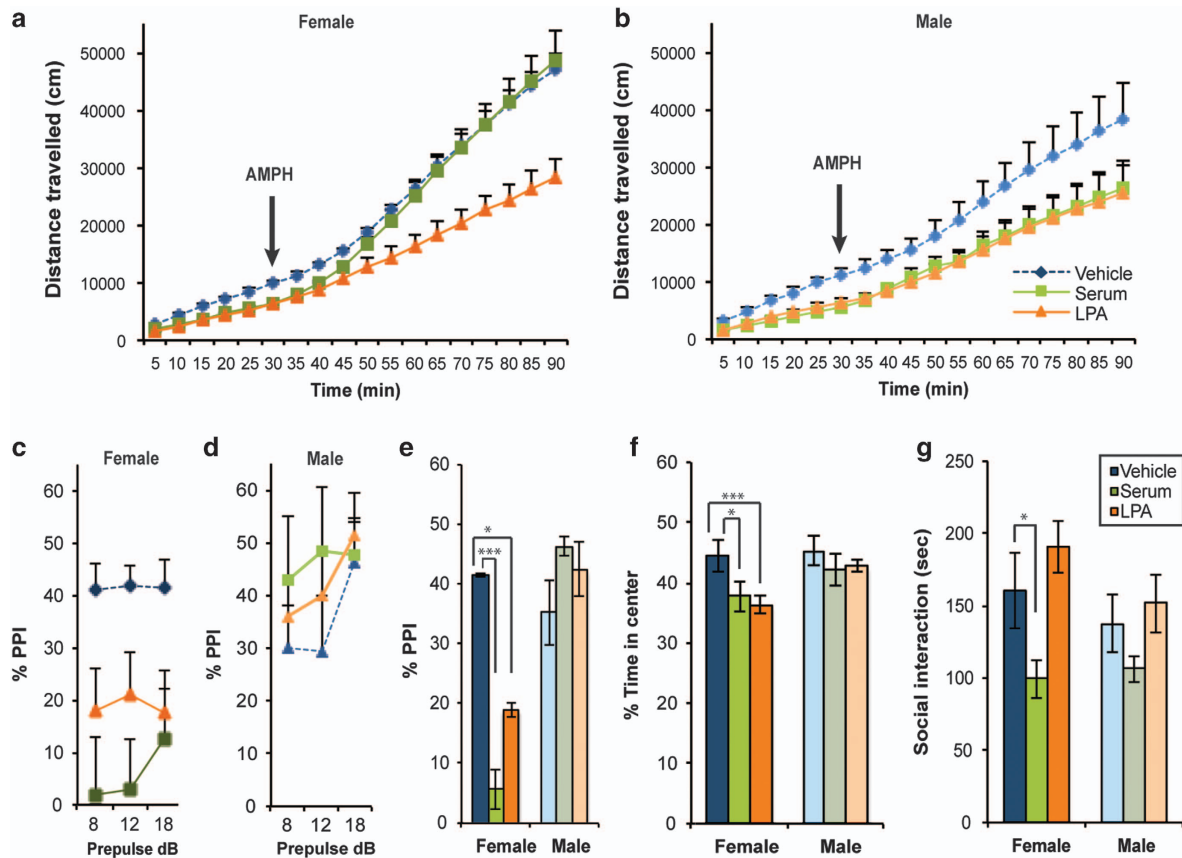 a
Female
50000
40000
30000
20000
10000
0
Distance travelled (cm)
AMPH
5 10 15 20 25 30 35 40 45 50 55 60 65 70 75 80 85 90
Time (min)
b
Male
50000
40000
30000
20000
10000
0
Distance travelled (cm)
AMPH
Vehicle
Serum
LPA
5 10 15 20 25 30 35 40 45 50 55 60 65 70 75 80 85 90
Time (min)
c
Female
60
50
40
30
20
10
0
% PPI
8 12 18
Prepulse dB
d
Male
60
50
40
30
20
10
0
% PPI
8 12 18
Prepulse dB
e
60
50
40
30
20
10
0
% PPI
*
***
Female Male
f
60
50
40
30
20
10
0
% Time in center
***
*
Female Male
g
250
200
150
100
50
0
Social interaction (sec)
*
Vehicle
Serum
LPA
Female Male